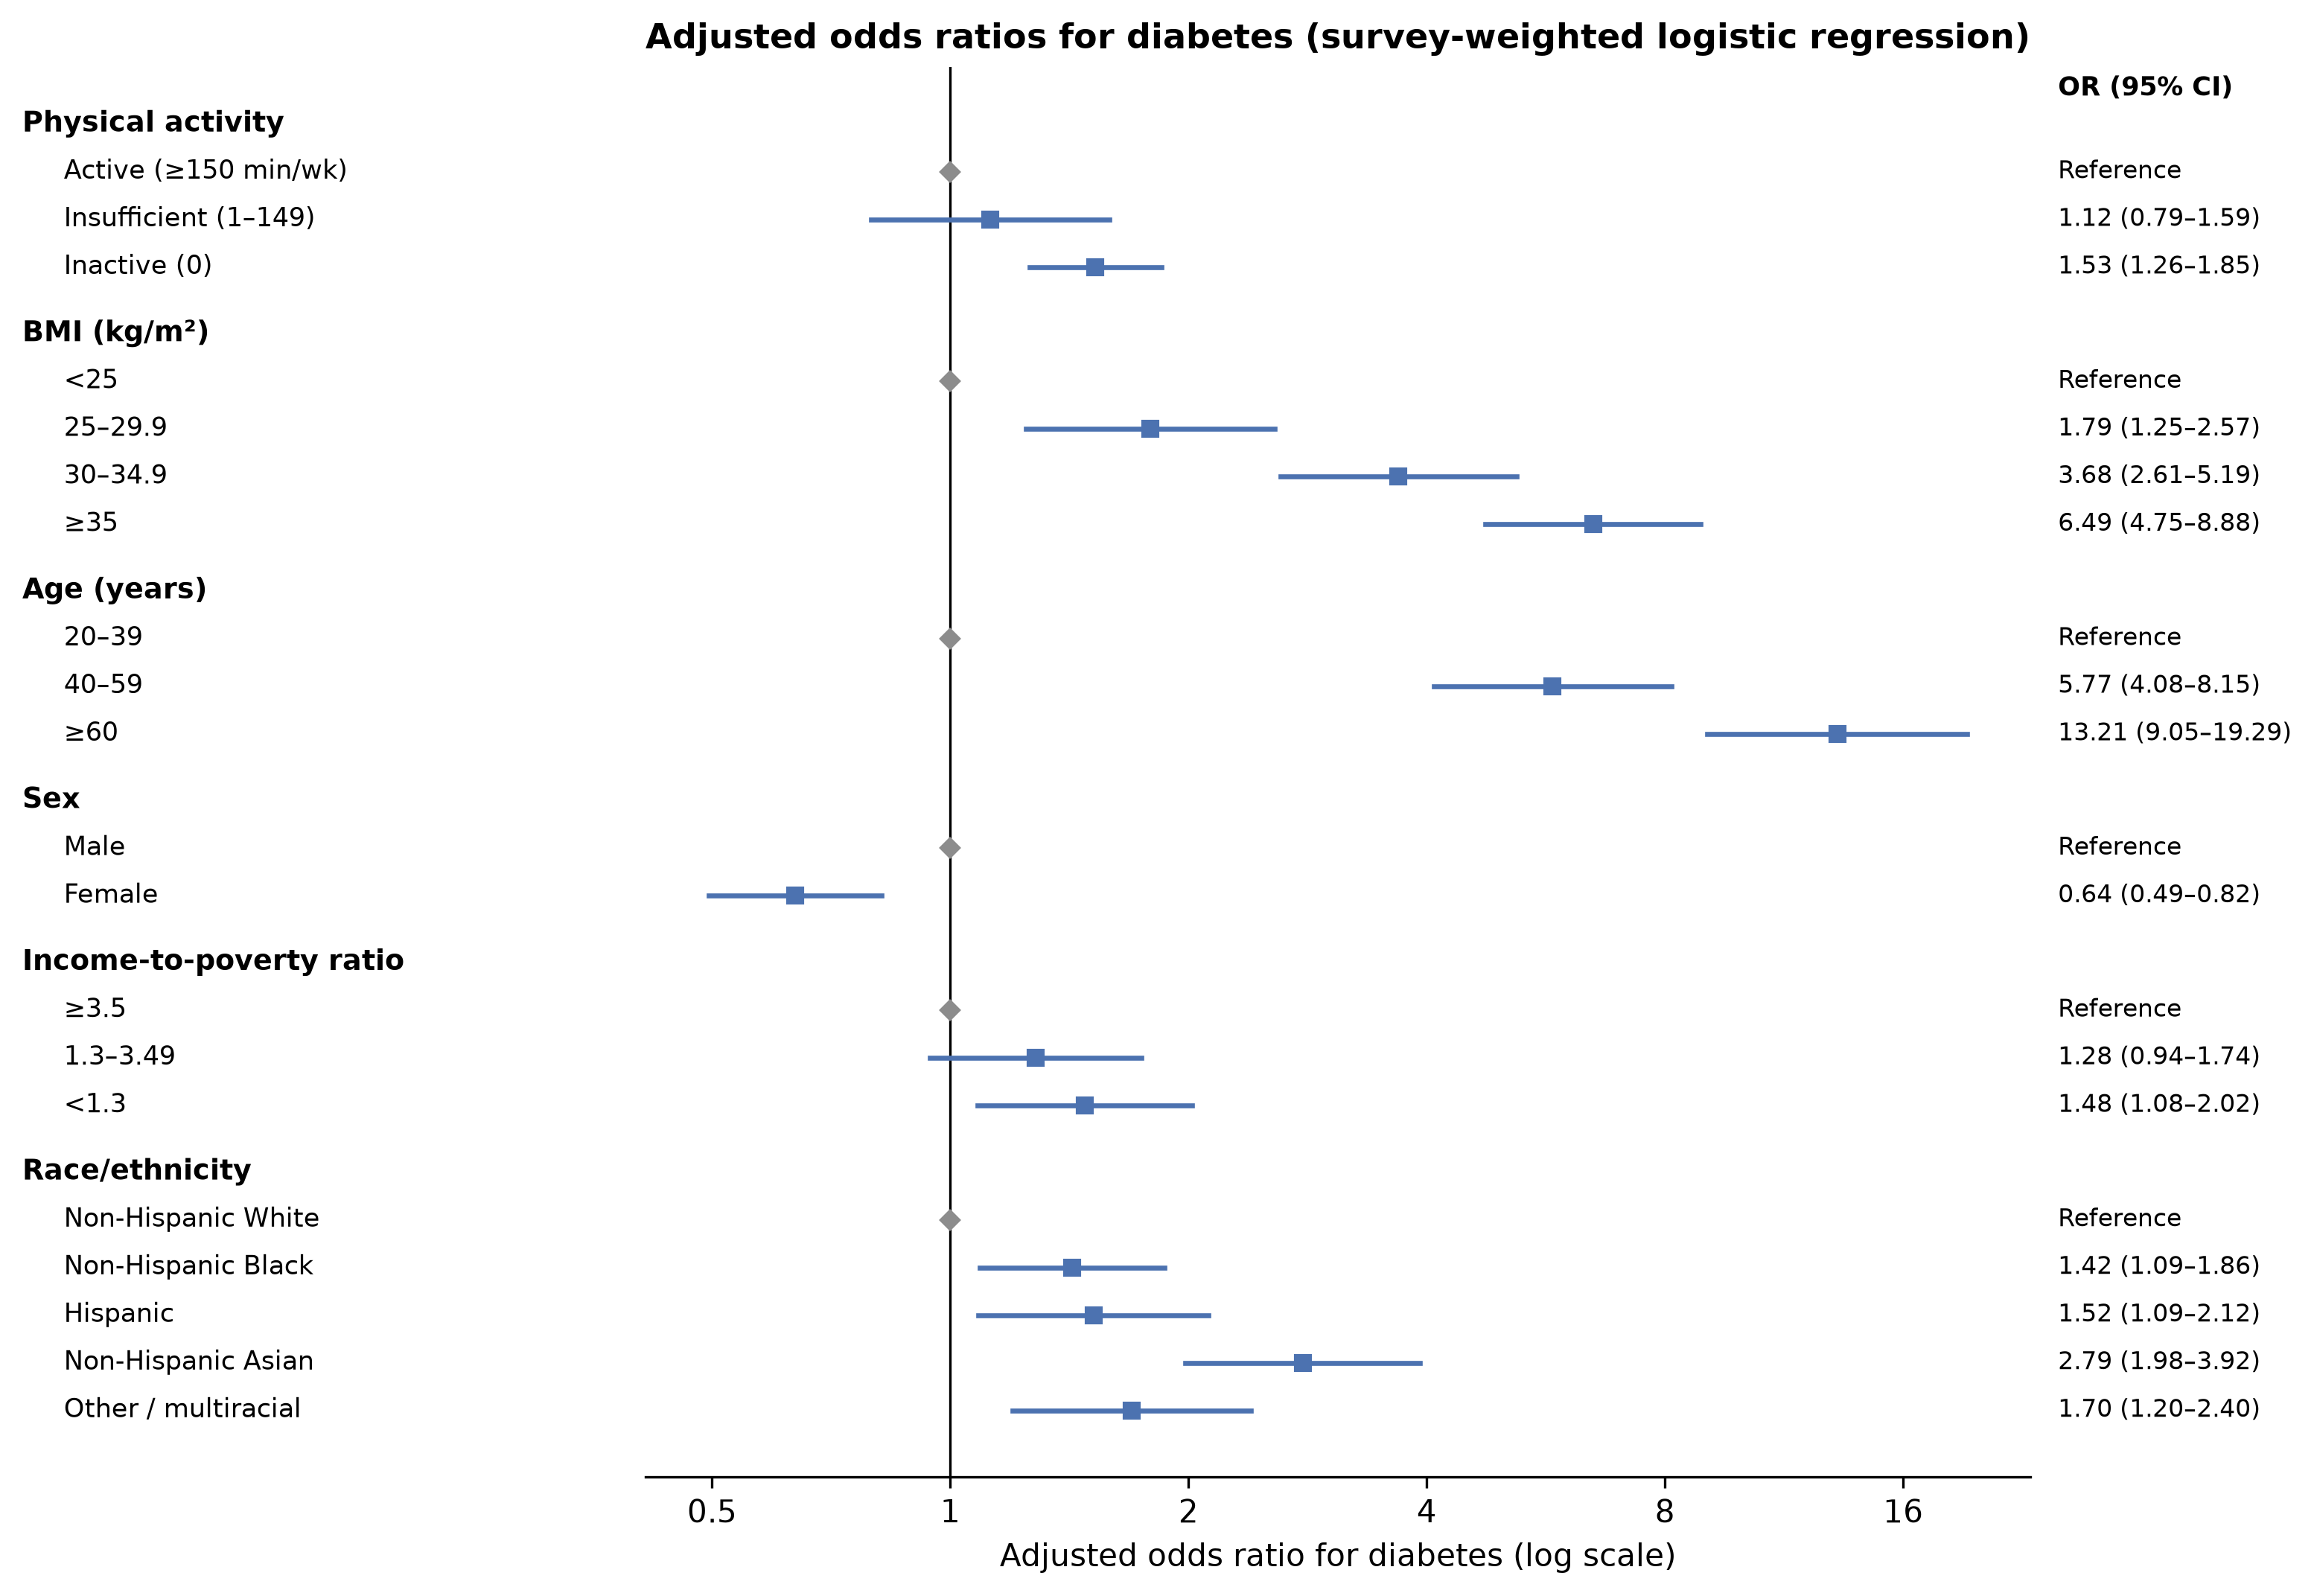 Adjusted odds ratios for diabetes (survey-weighted logistic regression)
OR (95% CI)
Physical activity
Active (≥150 min/wk) Reference
Insufficient (1–149) 1.12 (0.79–1.59)
Inactive (0) 1.53 (1.26–1.85)
BMI (kg/m²)
<25 Reference
25–29.9 1.79 (1.25–2.57)
30–34.9 3.68 (2.61–5.19)
≥35 6.49 (4.75–8.88)
Age (years)
20–39 Reference
40–59 5.77 (4.08–8.15)
≥60 13.21 (9.05–19.29)
Sex
Male Reference
Female 0.64 (0.49–0.82)
Income-to-poverty ratio
≥3.5 Reference
1.3–3.49 1.28 (0.94–1.74)
<1.3 1.48 (1.08–2.02)
Race/ethnicity
Non-Hispanic White Reference
Non-Hispanic Black 1.42 (1.09–1.86)
Hispanic 1.52 (1.09–2.12)
Non-Hispanic Asian 2.79 (1.98–3.92)
Other / multiracial 1.70 (1.20–2.40)
0.5 1 2 4 8 16
Adjusted odds ratio for diabetes (log scale)